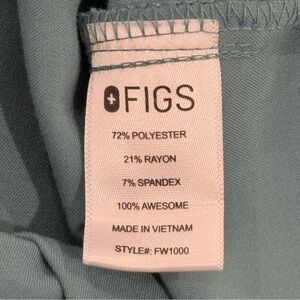 FIGS
72% POLYESTER
21% RAYON
7% SPANDEX
100% AWESOME
MADE IN VIETNAM
STYLE#: FW1000